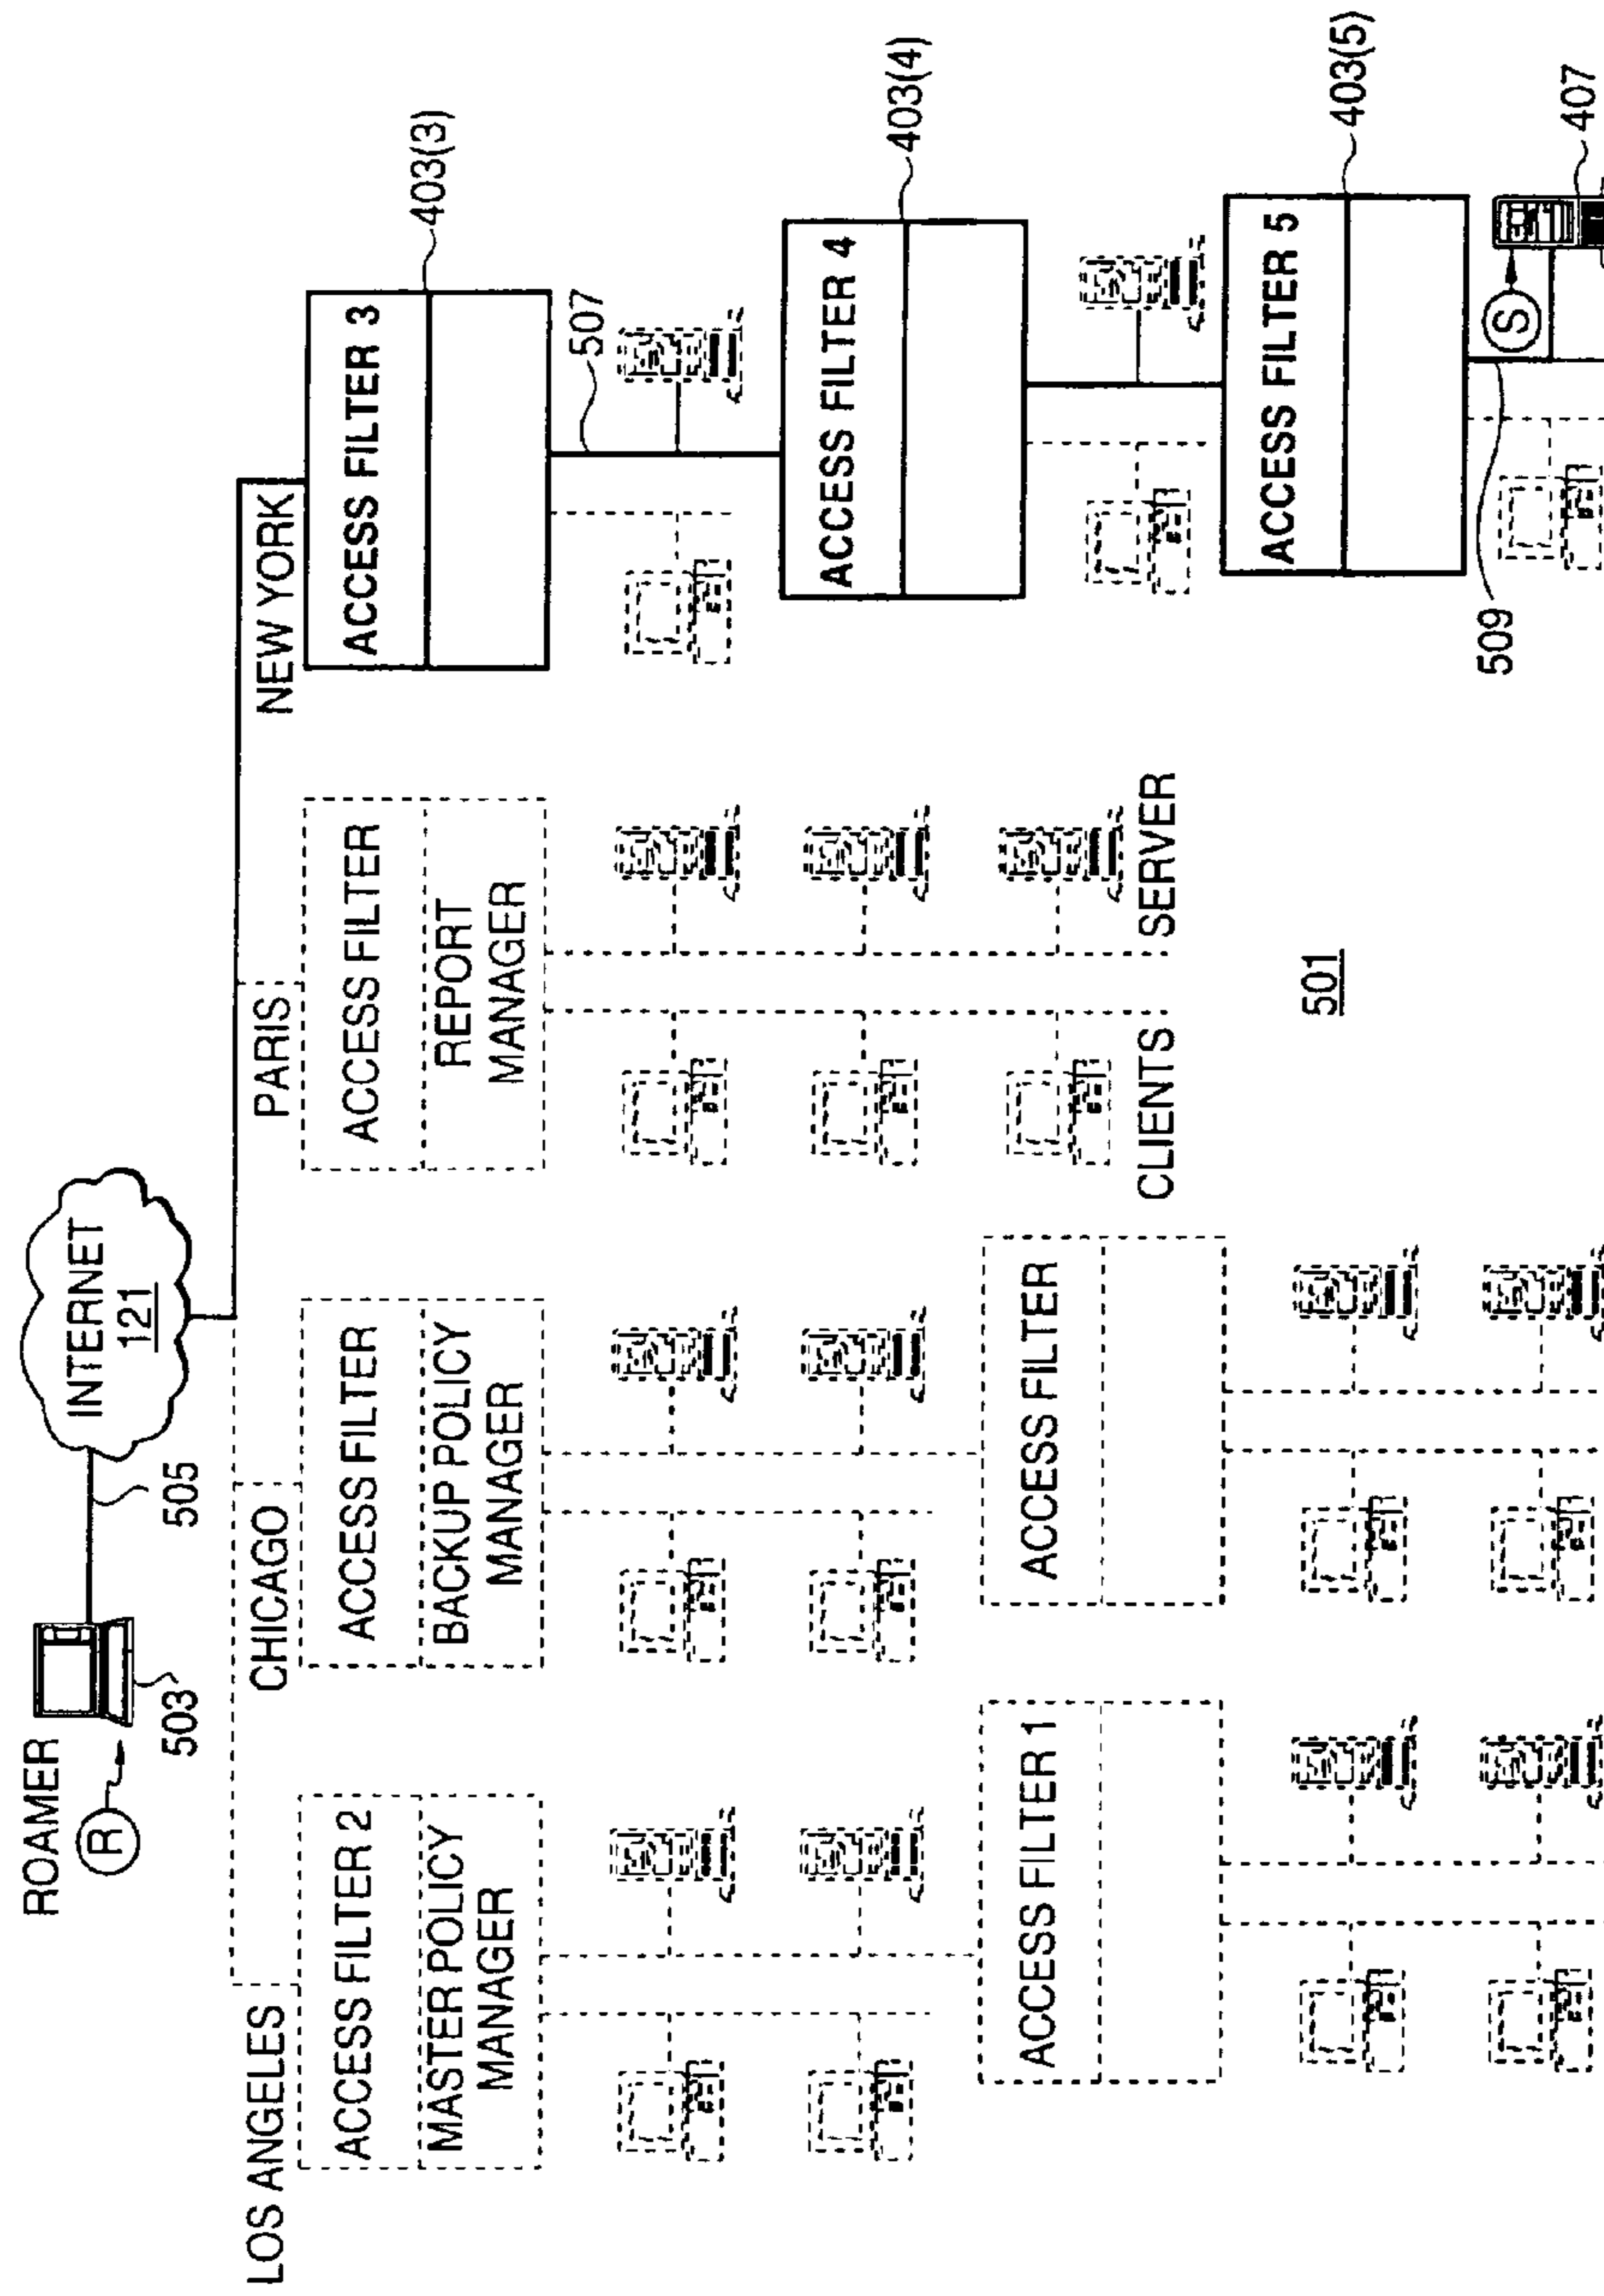 ROAMER
R
503
505
INTERNET
121
LOS ANGELES
CHICAGO
PARIS
NEW YORK
ACCESS FILTER 2
MASTER POLICY
MANAGER
ACCESS FILTER
BACKUP POLICY
MANAGER
ACCESS FILTER
REPORT
MANAGER
ACCESS FILTER 3
403(3)
507
ACCESS FILTER 4
403(4)
ACCESS FILTER 1
ACCESS FILTER
CLIENTS
SERVER
ACCESS FILTER 5
403(5)
501
509
S
407